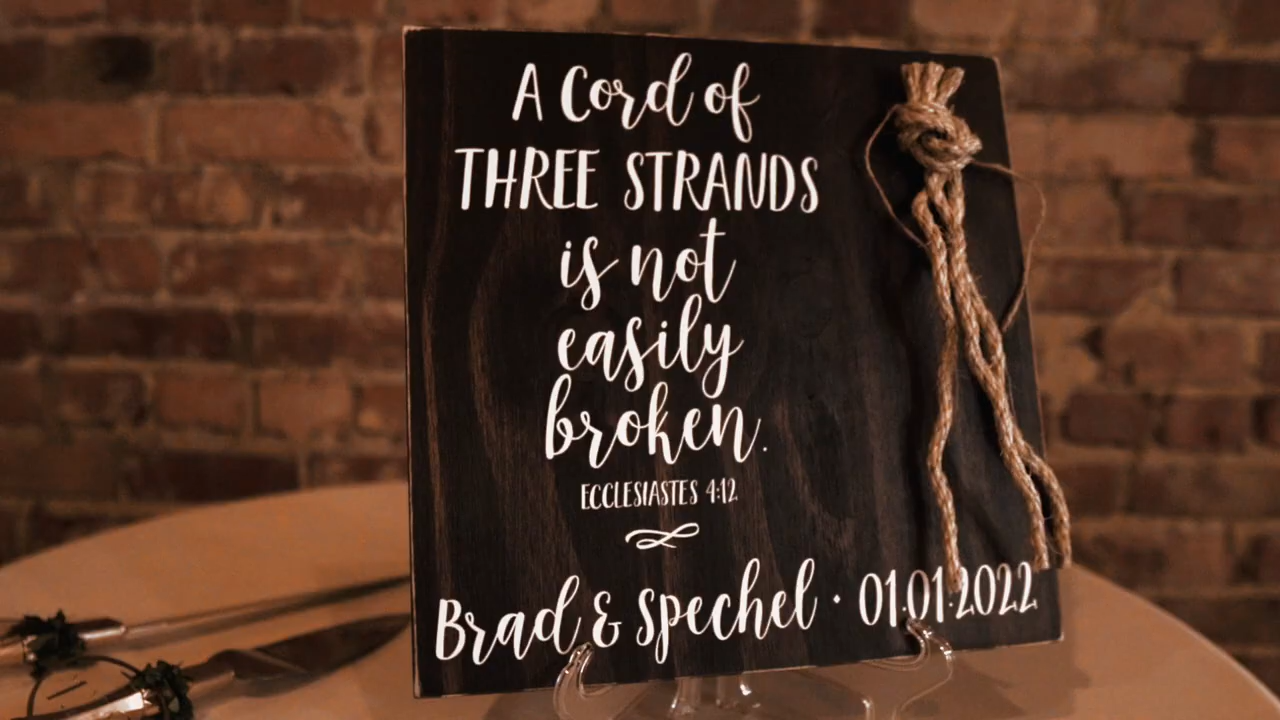 A Cord of
THREE STRANDS
is not
easily
broken.
ECCLESIASTES 4:12
Brad & Spechel · 01.01.2022